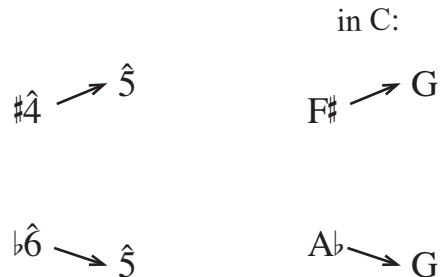 in C:
5̂ G
♯4̂ F♯
♭6̂ A♭
5̂ G